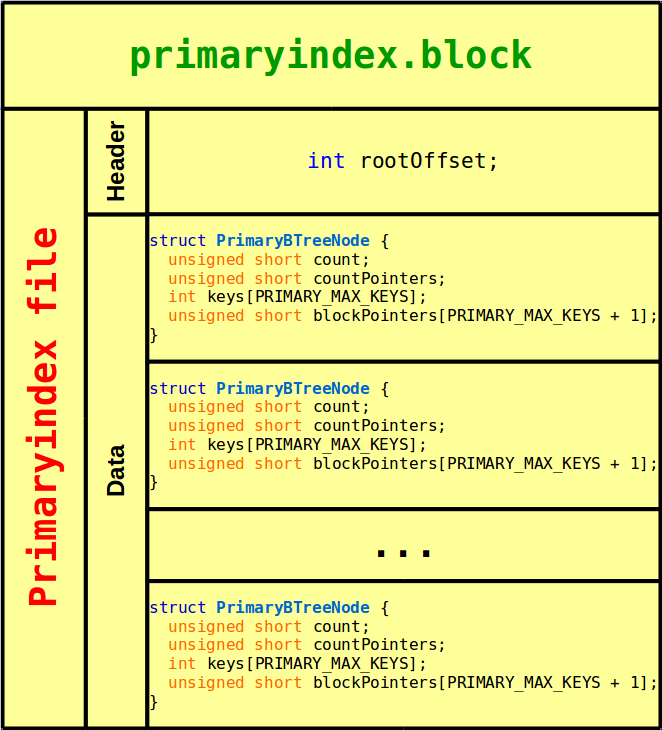 primaryindex.block
Primaryindex file
Header
int rootOffset;
Data
struct PrimaryBTreeNode {
  unsigned short count;
  unsigned short countPointers;
  int keys[PRIMARY_MAX_KEYS];
  unsigned short blockPointers[PRIMARY_MAX_KEYS + 1];
}
struct PrimaryBTreeNode {
  unsigned short count;
  unsigned short countPointers;
  int keys[PRIMARY_MAX_KEYS];
  unsigned short blockPointers[PRIMARY_MAX_KEYS + 1];
}
...
struct PrimaryBTreeNode {
  unsigned short count;
  unsigned short countPointers;
  int keys[PRIMARY_MAX_KEYS];
  unsigned short blockPointers[PRIMARY_MAX_KEYS + 1];
}